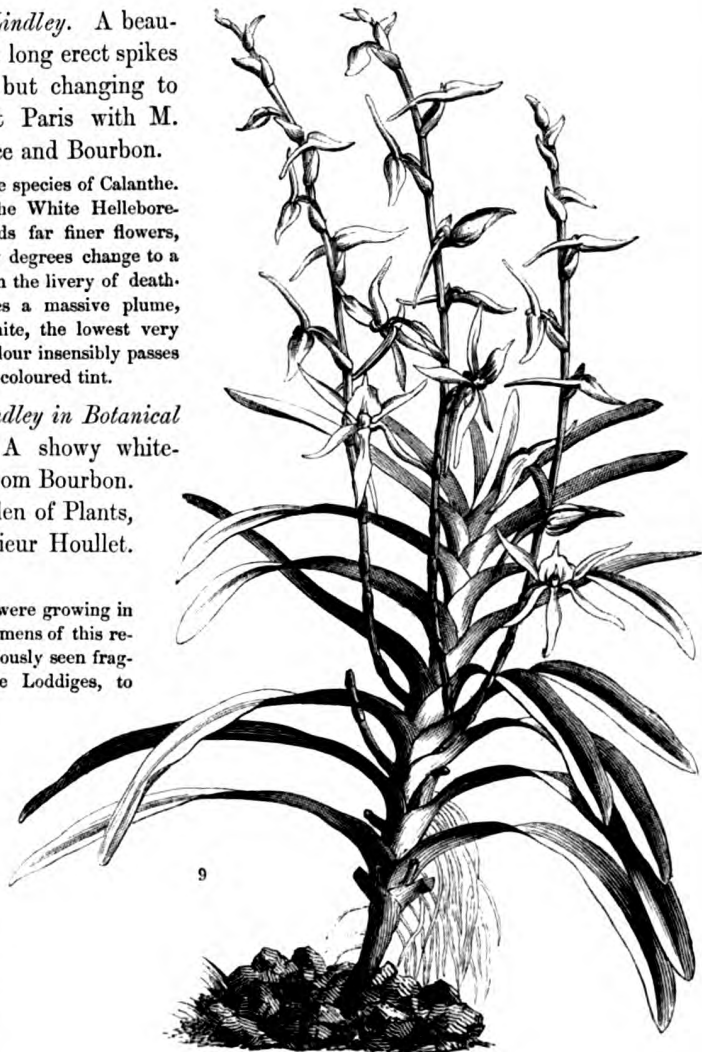 Lindley. A beau-
long erect spikes
but changing to
t Paris with M.
ce and Bourbon.
e species of Calanthe.
he White Hellebore-
ds far finer flowers,
degrees change to a
n the livery of death.
es a massive plume,
hite, the lowest very
lour insensibly passes
coloured tint.
ndley in Botanical
A showy white-
om Bourbon.
len of Plants,
ieur Houllet.
were growing in
mens of this re-
ously seen frag-
e Loddiges, to
9